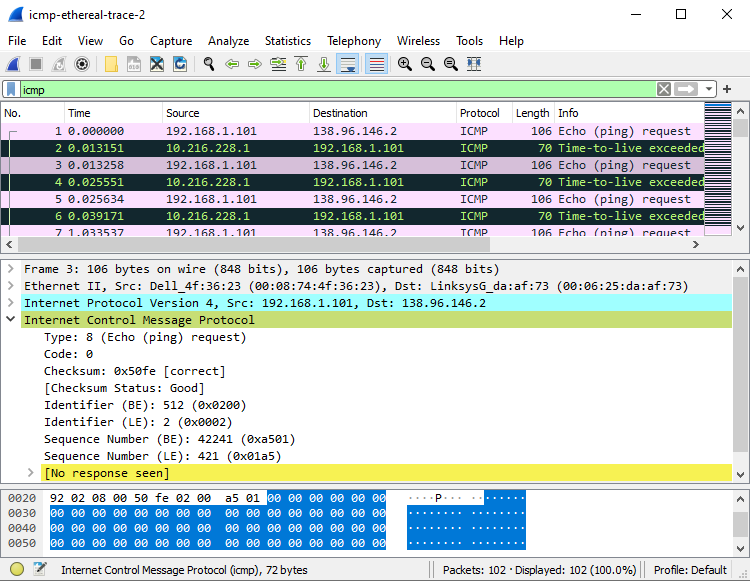 icmp-ethereal-trace-2
File Edit View Go Capture Analyze Statistics Telephony Wireless Tools Help
icmp
No. Time Source Destination Protocol Length Info
1 0.000000 192.168.1.101 138.96.146.2 ICMP 106 Echo (ping) request
2 0.013151 10.216.228.1 192.168.1.101 ICMP 70 Time-to-live exceeded
3 0.013258 192.168.1.101 138.96.146.2 ICMP 106 Echo (ping) request
4 0.025551 10.216.228.1 192.168.1.101 ICMP 70 Time-to-live exceeded
5 0.025634 192.168.1.101 138.96.146.2 ICMP 106 Echo (ping) request
6 0.039171 10.216.228.1 192.168.1.101 ICMP 70 Time-to-live exceeded
7 1.033537 192.168.1.101 138.96.146.2 ICMP 106 Echo (ping) request
Frame 3: 106 bytes on wire (848 bits), 106 bytes captured (848 bits)
Ethernet II, Src: Dell_4f:36:23 (00:08:74:4f:36:23), Dst: LinksysG_da:af:73 (00:06:25:da:af:73)
Internet Protocol Version 4, Src: 192.168.1.101, Dst: 138.96.146.2
Internet Control Message Protocol
Type: 8 (Echo (ping) request)
Code: 0
Checksum: 0x50fe [correct]
[Checksum Status: Good]
Identifier (BE): 512 (0x0200)
Identifier (LE): 2 (0x0002)
Sequence Number (BE): 42241 (0xa501)
Sequence Number (LE): 421 (0x01a5)
[No response seen]
0020 92 02 08 00 50 fe 02 00 a5 01 00 00 00 00 00 00 ····P··· ········
0030 00 00 00 00 00 00 00 00 00 00 00 00 00 00 00 00 ········ ········
0040 00 00 00 00 00 00 00 00 00 00 00 00 00 00 00 00 ········ ········
0050 00 00 00 00 00 00 00 00 00 00 00 00 00 00 00 00 ········ ········
Internet Control Message Protocol (icmp), 72 bytes Packets: 102 · Displayed: 102 (100.0%) Profile: Default